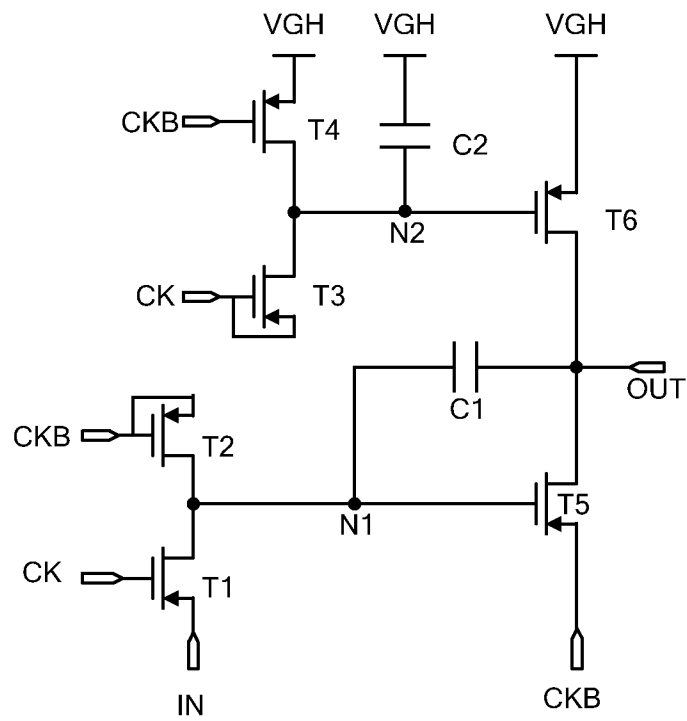 VGH VGH VGH
CKB T4 C2
N2 T6
CK T3
OUT
C1
CKB T2
N1 T5
CK T1
IN CKB